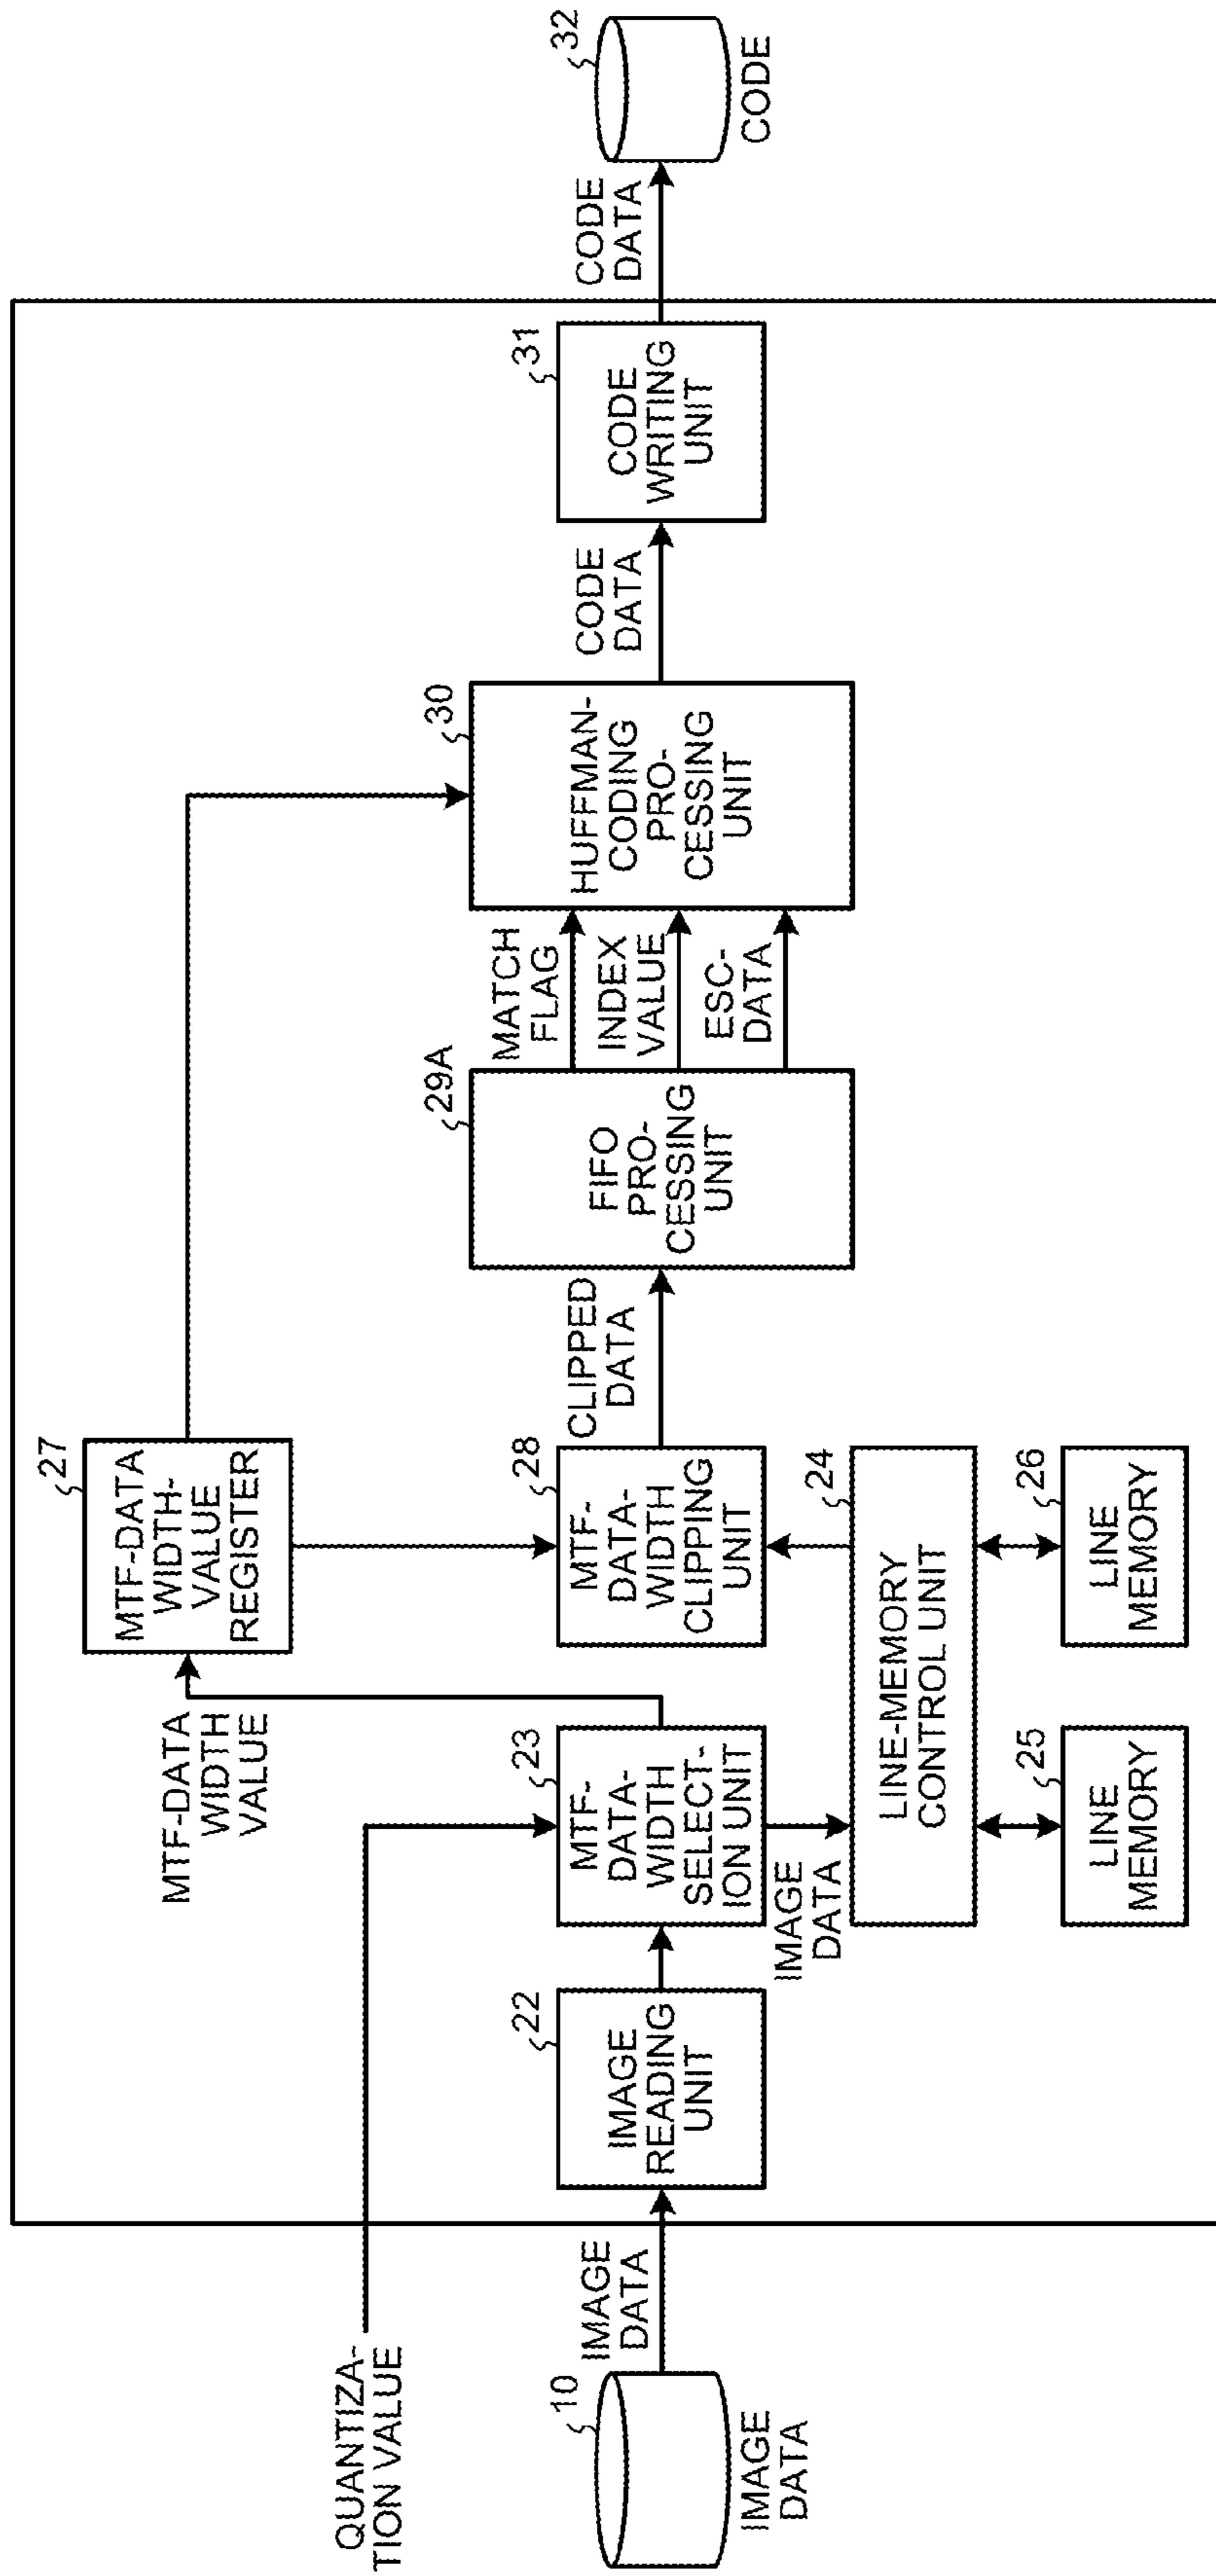 QUANTIZA-
TION VALUE
10
IMAGE
DATA
IMAGE
DATA
22
IMAGE
READING
UNIT
MTF-DATA
WIDTH
VALUE
23
MTF-
DATA-
WIDTH
SELECT-
ION UNIT
IMAGE
DATA
27
MTF-DATA
WIDTH-
VALUE
REGISTER
28
MTF-
DATA-
WIDTH
CLIPPING
UNIT
24
LINE-MEMORY
CONTROL UNIT
25
LINE
MEMORY
26
LINE
MEMORY
CLIPPED
DATA
29A
FIFO
PRO-
CESSING
UNIT
MATCH
FLAG
INDEX
VALUE
ESC-
DATA
30
HUFFMAN-
CODING
PRO-
CESSING
UNIT
CODE
DATA
31
CODE
WRITING
UNIT
CODE
DATA
32
CODE